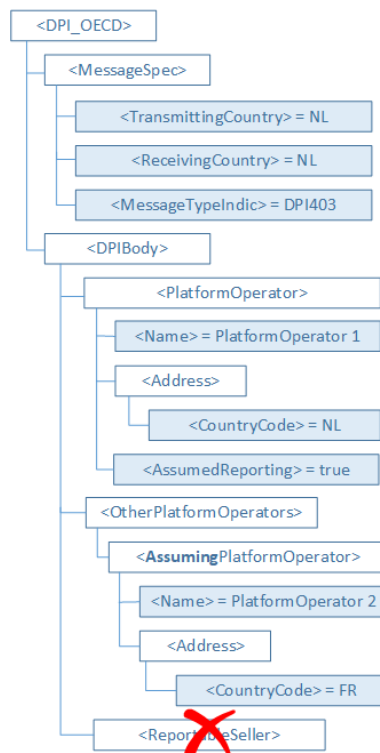 <DPI_OECD>
<MessageSpec>
<TransmittingCountry> = NL
<ReceivingCountry> = NL
<MessageTypeIndic> = DPI403
<DPIBody>
<PlatformOperator>
<Name> = PlatformOperator 1
<Address>
<CountryCode> = NL
<AssumedReporting> = true
<OtherPlatformOperators>
<AssumingPlatformOperator>
<Name> = PlatformOperator 2
<Address>
<CountryCode> = FR
<ReportableSeller>